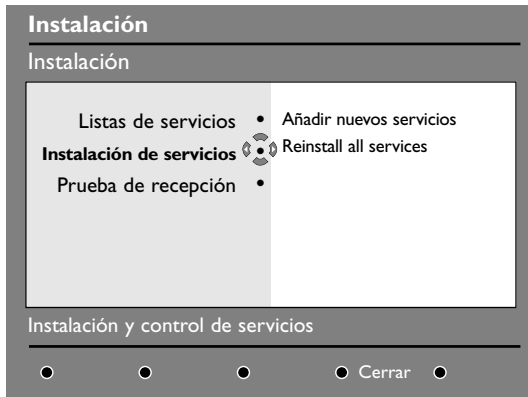 Instalación
Instalación
Listas de servicios
Instalación de servicios
Prueba de recepción
Añadir nuevos servicios
Reinstall all services
Instalación y control de servicios
Cerrar